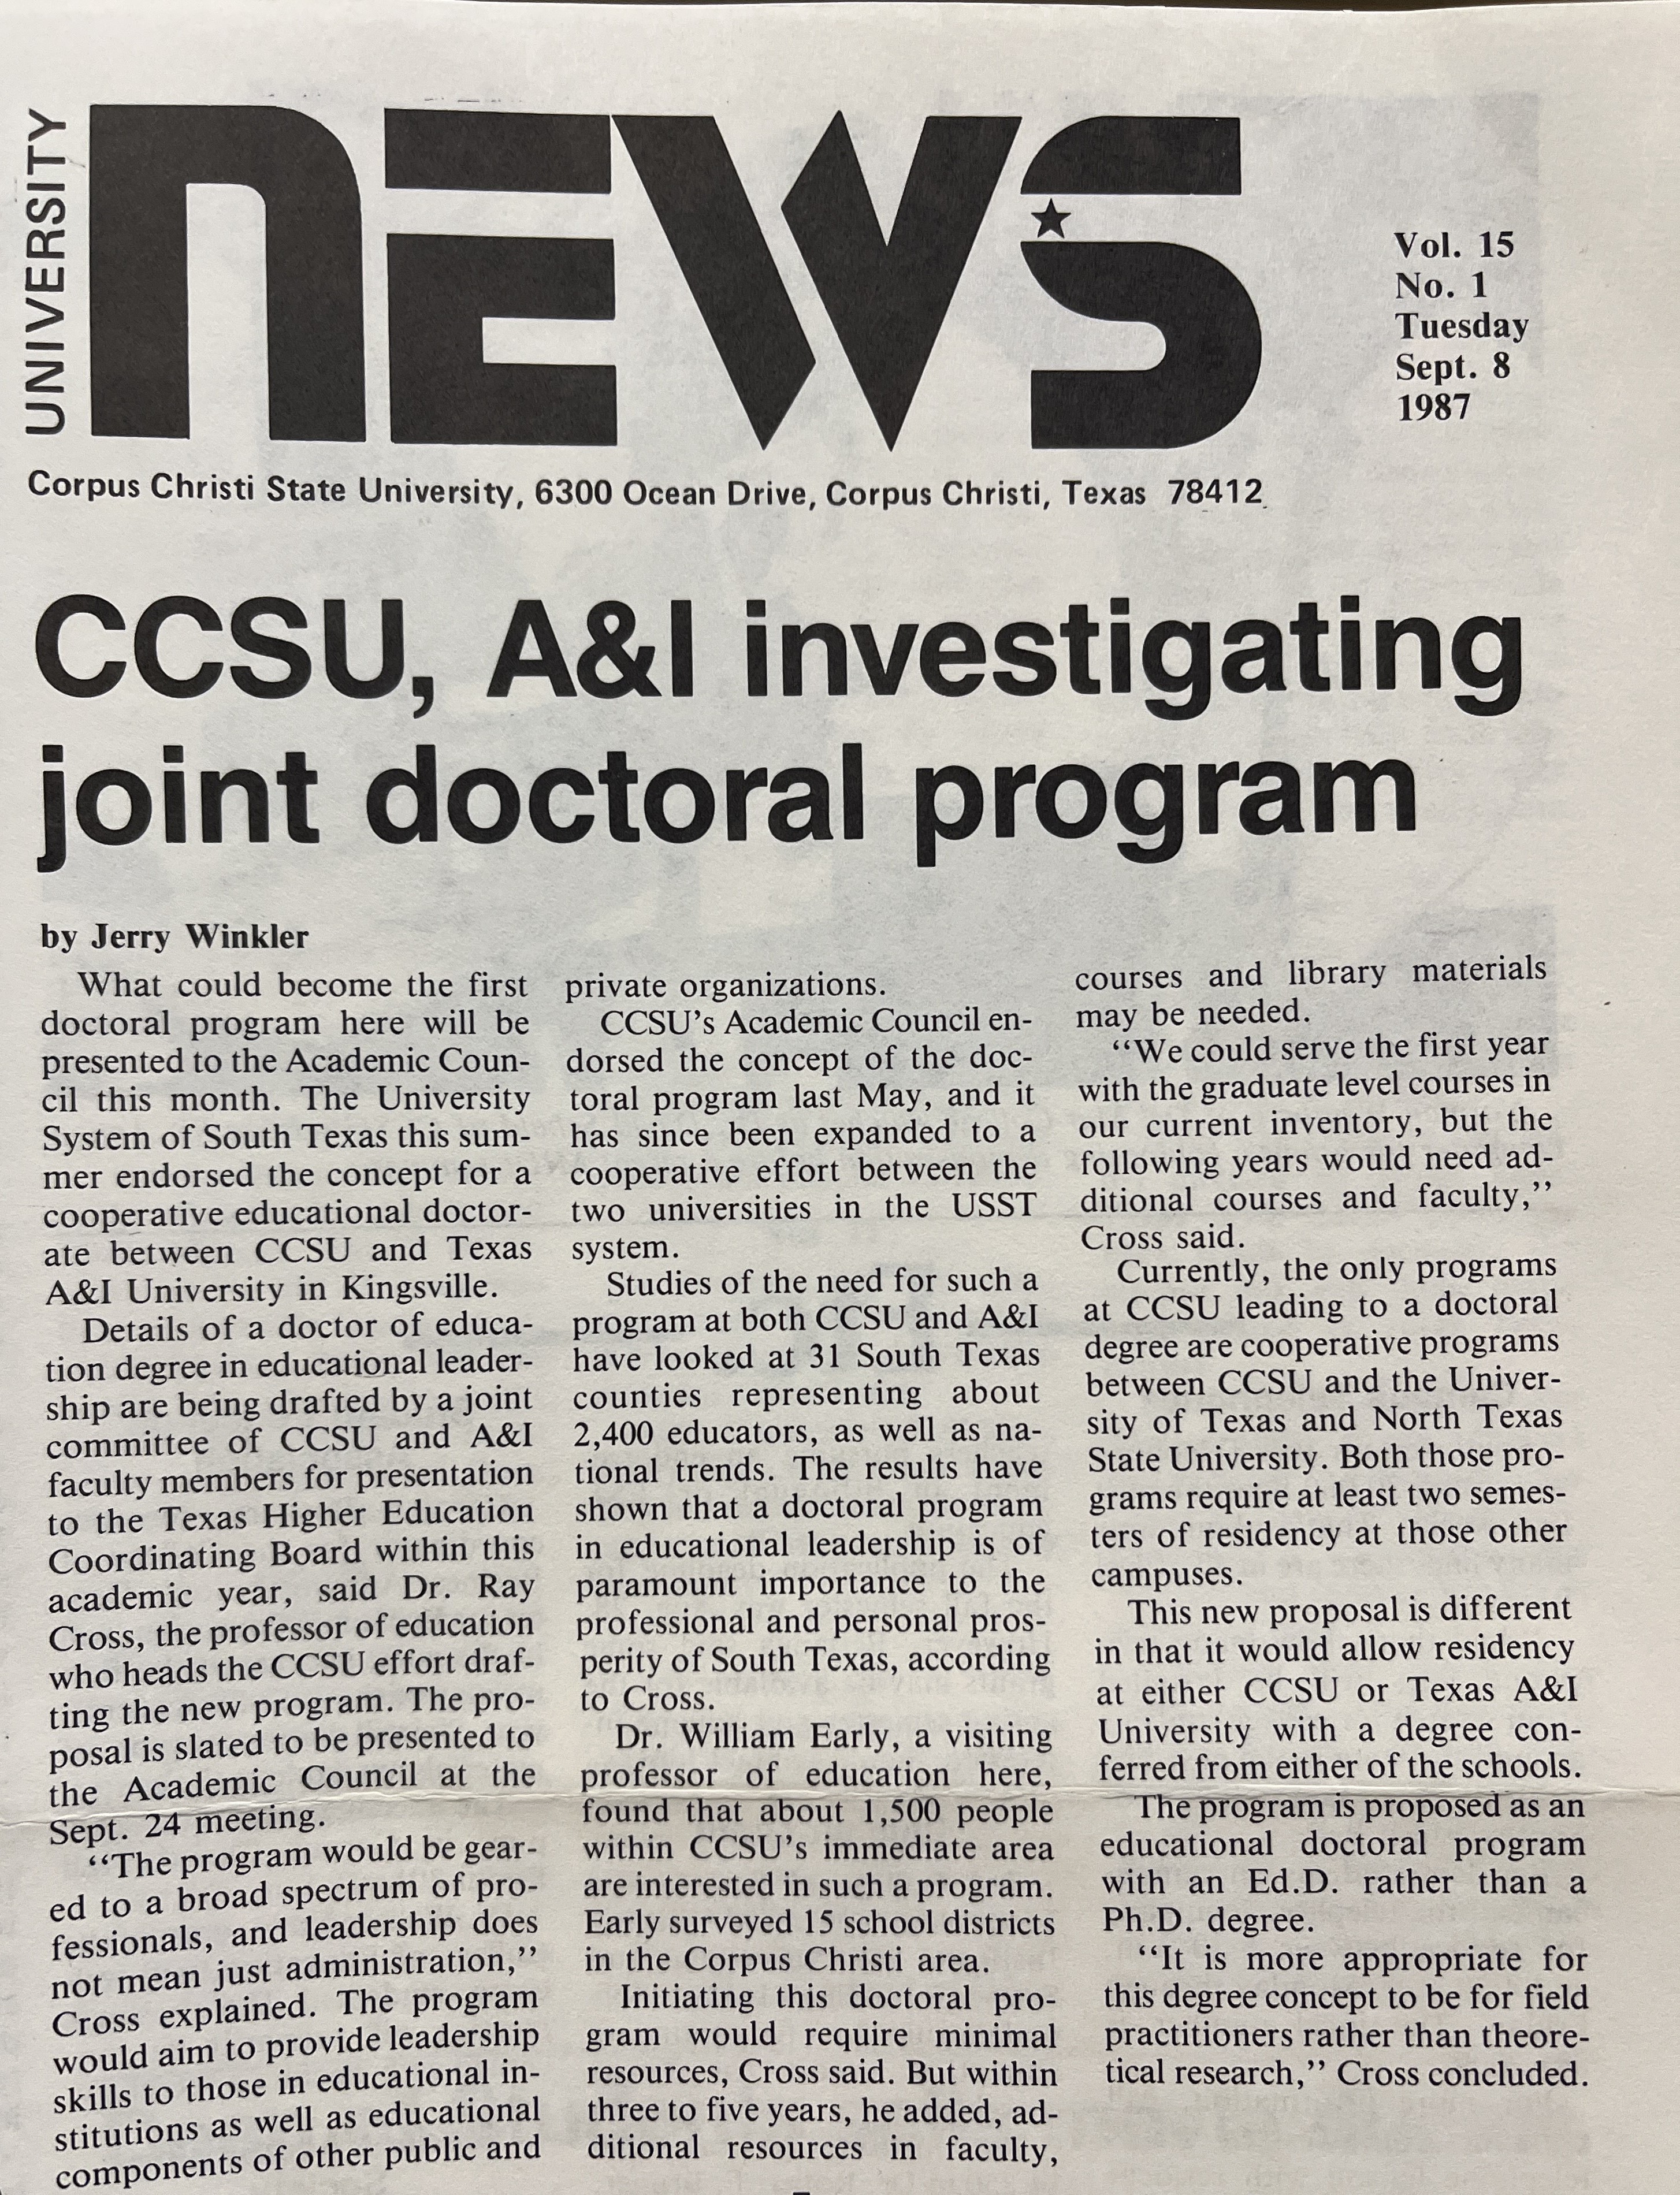 UNIVERSITY
NEWS
Vol. 15
No. 1
Tuesday
Sept. 8
1987
Corpus Christi State University, 6300 Ocean Drive, Corpus Christi, Texas 78412
CCSU, A&I investigating
joint doctoral program
by Jerry Winkler
What could become the first
doctoral program here will be
presented to the Academic Coun-
cil this month. The University
System of South Texas this sum-
mer endorsed the concept for a
cooperative educational doctor-
ate between CCSU and Texas
A&I University in Kingsville.
Details of a doctor of educa-
tion degree in educational leader-
ship are being drafted by a joint
committee of CCSU and A&I
faculty members for presentation
to the Texas Higher Education
Coordinating Board within this
academic year, said Dr. Ray
Cross, the professor of education
who heads the CCSU effort draf-
ting the new program. The pro-
posal is slated to be presented to
the Academic Council at the
Sept. 24 meeting.
‘‘The program would be gear-
ed to a broad spectrum of pro-
fessionals, and leadership does
not mean just administration,’’
Cross explained. The program
would aim to provide leadership
skills to those in educational in-
stitutions as well as educational
components of other public and
private organizations.
CCSU’s Academic Council en-
dorsed the concept of the doc-
toral program last May, and it
has since been expanded to a
cooperative effort between the
two universities in the USST
system.
Studies of the need for such a
program at both CCSU and A&I
have looked at 31 South Texas
counties representing about
2,400 educators, as well as na-
tional trends. The results have
shown that a doctoral program
in educational leadership is of
paramount importance to the
professional and personal pros-
perity of South Texas, according
to Cross.
Dr. William Early, a visiting
professor of education here,
found that about 1,500 people
within CCSU’s immediate area
are interested in such a program.
Early surveyed 15 school districts
in the Corpus Christi area.
Initiating this doctoral pro-
gram would require minimal
resources, Cross said. But within
three to five years, he added, ad-
ditional resources in faculty,
courses and library materials
may be needed.
‘‘We could serve the first year
with the graduate level courses in
our current inventory, but the
following years would need ad-
ditional courses and faculty,’’
Cross said.
Currently, the only programs
at CCSU leading to a doctoral
degree are cooperative programs
between CCSU and the Univer-
sity of Texas and North Texas
State University. Both those pro-
grams require at least two semes-
ters of residency at those other
campuses.
This new proposal is different
in that it would allow residency
at either CCSU or Texas A&I
University with a degree con-
ferred from either of the schools.
The program is proposed as an
educational doctoral program
with an Ed.D. rather than a
Ph.D. degree.
‘‘It is more appropriate for
this degree concept to be for field
practitioners rather than theore-
tical research,’’ Cross concluded.